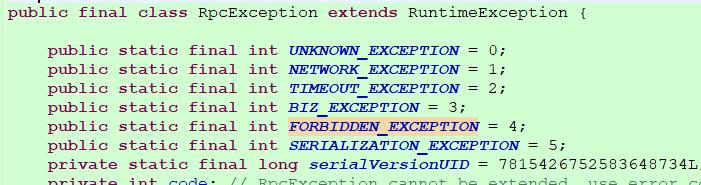 public final class RpcException extends RuntimeException {
public static final int UNKNOWN_EXCEPTION = 0;
public static final int NETWORK_EXCEPTION = 1;
public static final int TIMEOUT_EXCEPTION = 2;
public static final int BIZ_EXCEPTION = 3;
public static final int FORBIDDEN_EXCEPTION = 4;
public static final int SERIALIZATION_EXCEPTION = 5;
private static final long serialVersionUID = 7815426752583648734L
private int code; // RpcException cannot be extended, use error